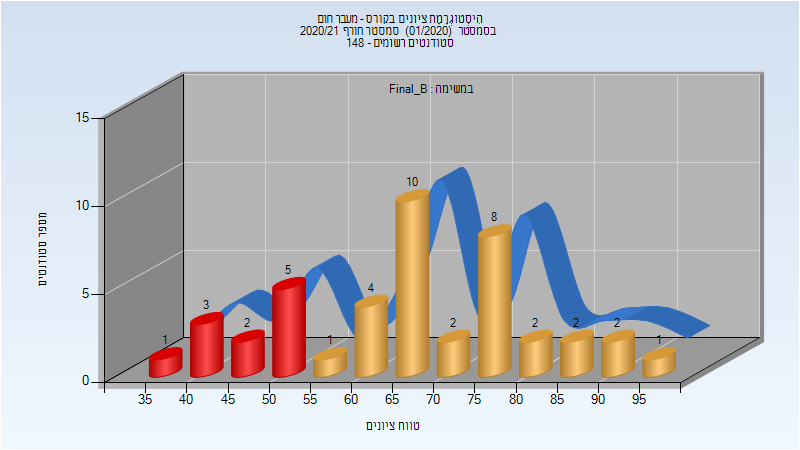 היסטוגרמת ציונים בקורס - מעבר חום
בסמסטר (01/2020) סמסטר חורף 2020/21
סטודנטים רשומים - 148
במשימה : Final_B
מספר סטודנטים
15
10
5
0
1
3
2
5
1
4
10
2
8
2
2
2
1
35 40 45 50 55 60 65 70 75 80 85 90 95
טווח ציונים